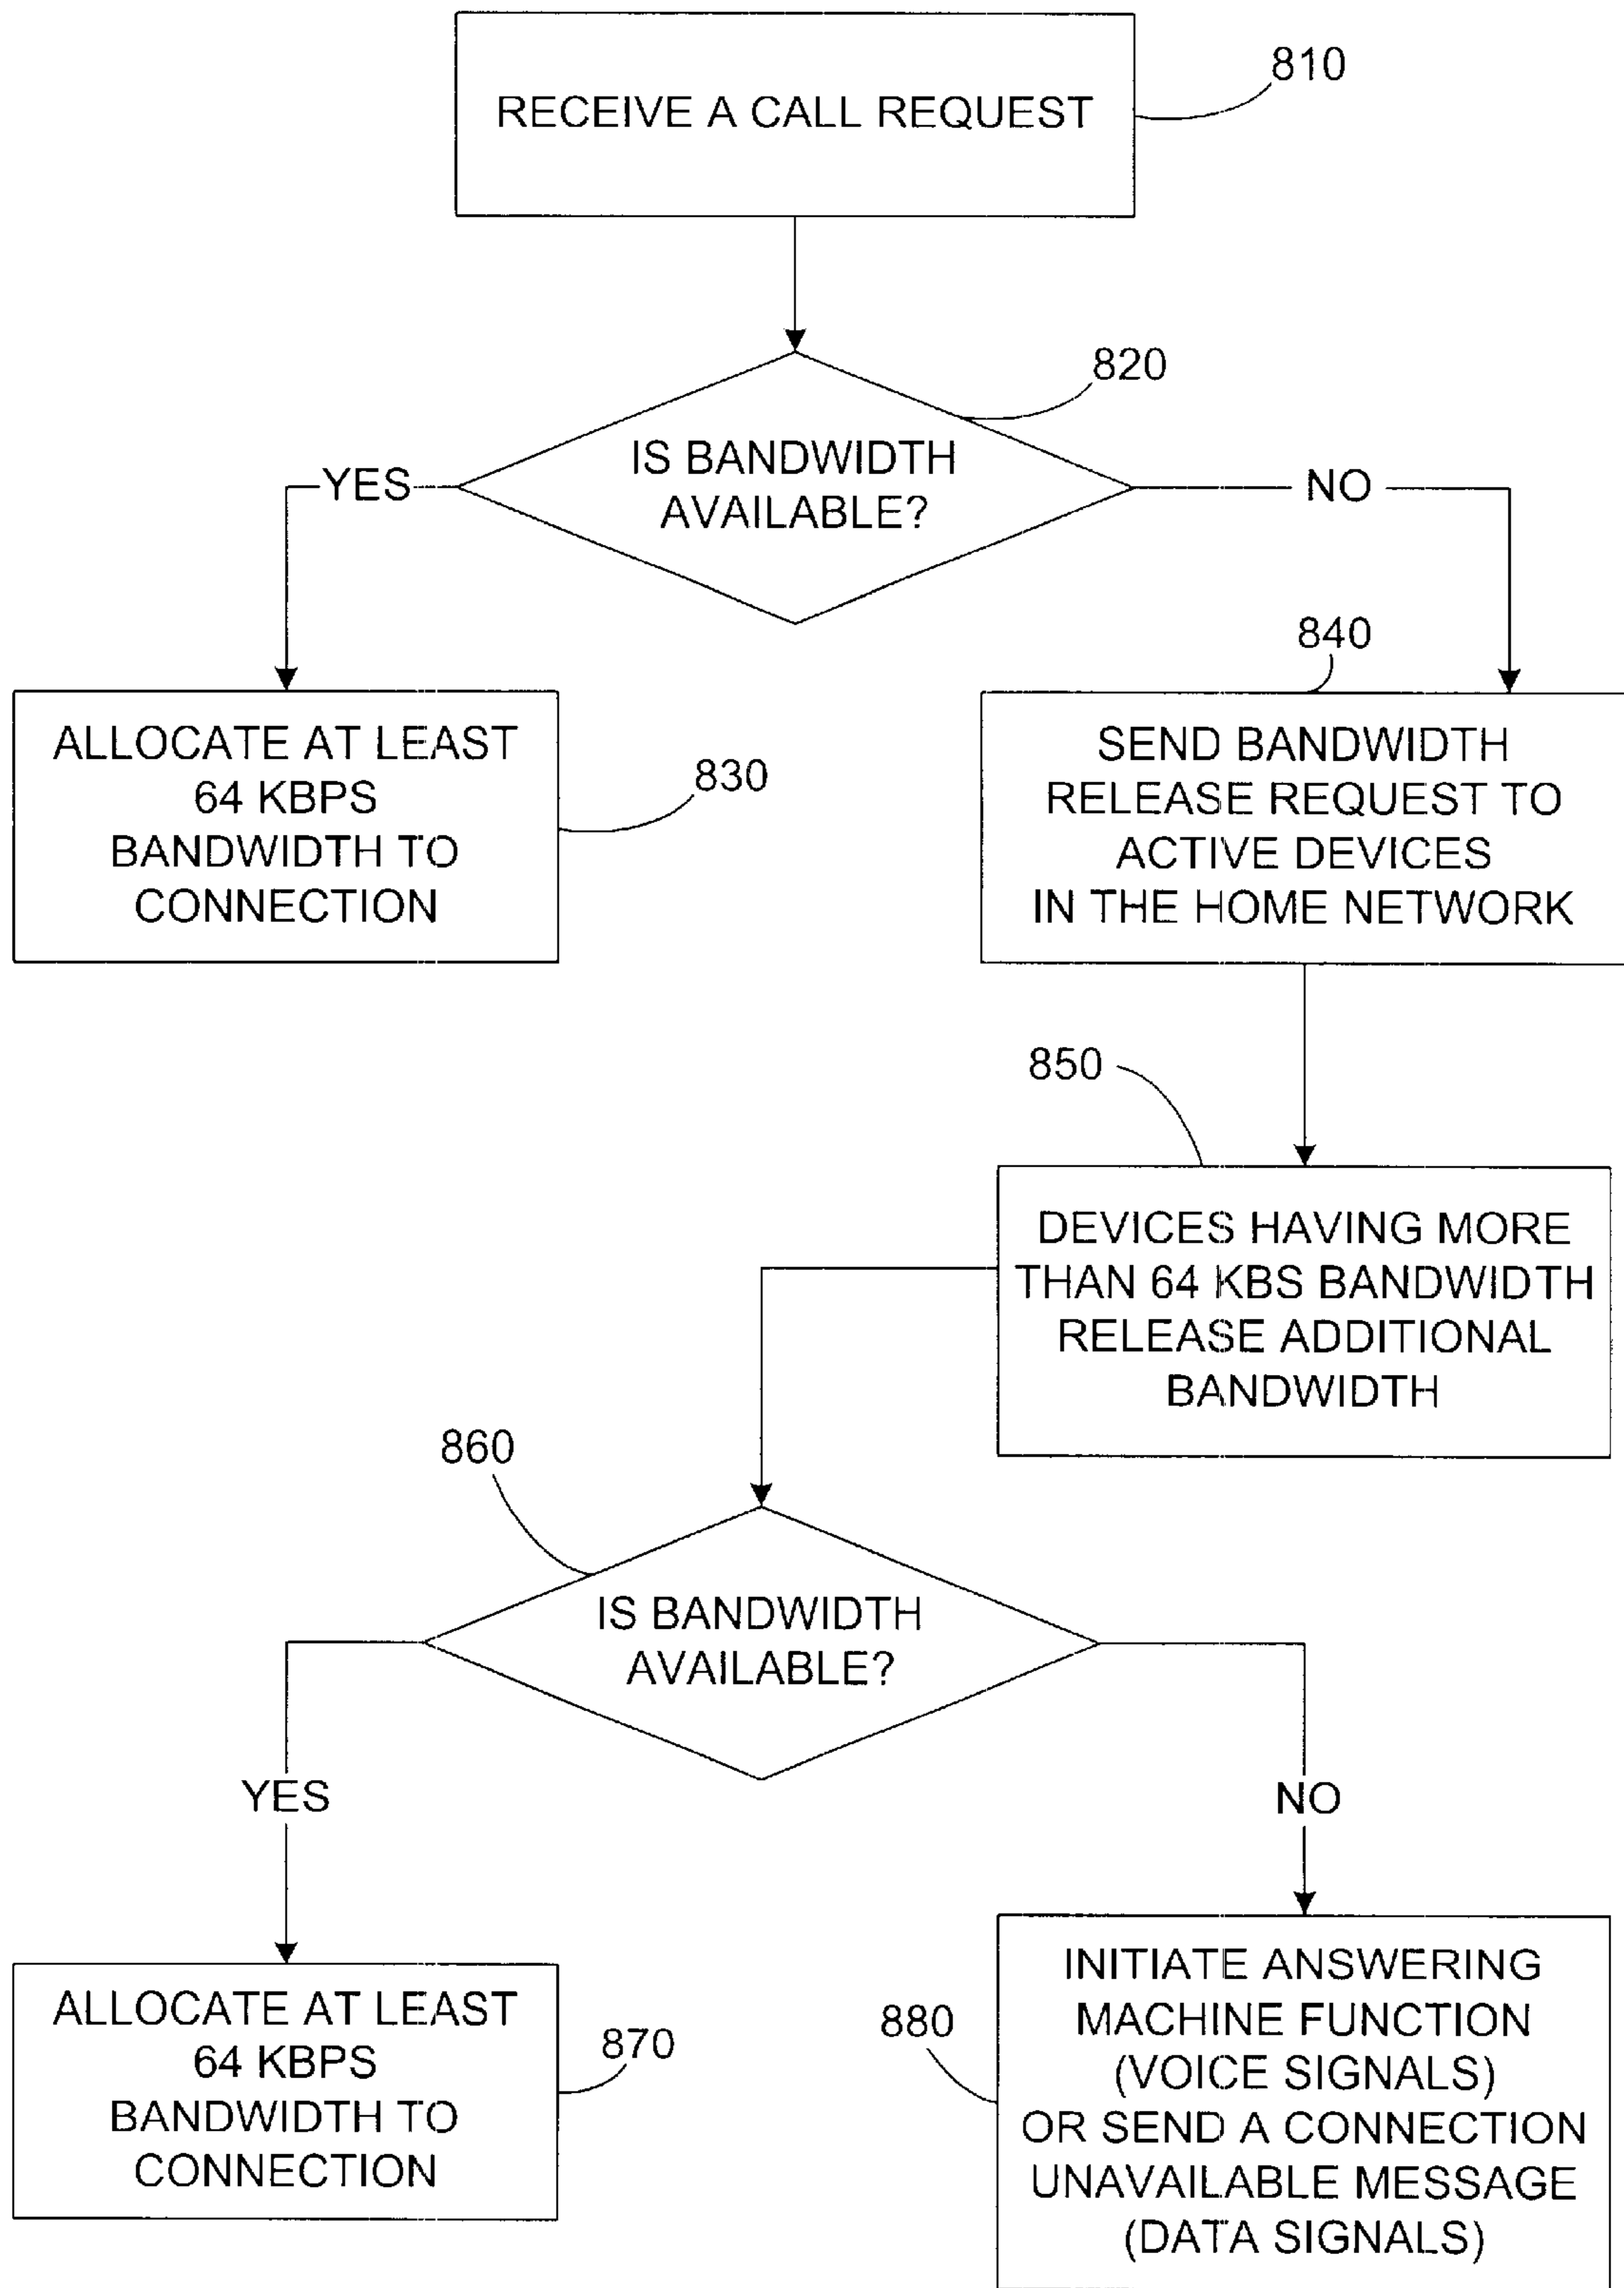 RECEIVE A CALL REQUEST
810
820
IS BANDWIDTH
AVAILABLE?
YES
NO
840
ALLOCATE AT LEAST
64 KBPS
BANDWIDTH TO
CONNECTION
830
SEND BANDWIDTH
RELEASE REQUEST TO
ACTIVE DEVICES
IN THE HOME NETWORK
850
DEVICES HAVING MORE
THAN 64 KBS BANDWIDTH
RELEASE ADDITIONAL
BANDWIDTH
860
IS BANDWIDTH
AVAILABLE?
YES
NO
ALLOCATE AT LEAST
64 KBPS
BANDWIDTH TO
CONNECTION
870
880
INITIATE ANSWERING
MACHINE FUNCTION
(VOICE SIGNALS)
OR SEND A CONNECTION
UNAVAILABLE MESSAGE
(DATA SIGNALS)